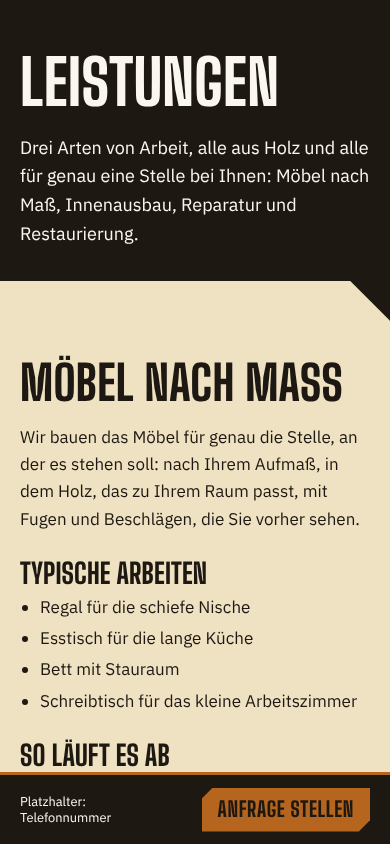 LEISTUNGEN
Drei Arten von Arbeit, alle aus Holz und alle
für genau eine Stelle bei Ihnen: Möbel nach
Maß, Innenausbau, Reparatur und
Restaurierung.
MÖBEL NACH MASS
Wir bauen das Möbel für genau die Stelle, an
der es stehen soll: nach Ihrem Aufmaß, in
dem Holz, das zu Ihrem Raum passt, mit
Fugen und Beschlägen, die Sie vorher sehen.
TYPISCHE ARBEITEN
• Regal für die schiefe Nische
• Esstisch für die lange Küche
• Bett mit Stauraum
• Schreibtisch für das kleine Arbeitszimmer
SO LÄUFT ES AB
Platzhalter:
Telefonnummer
ANFRAGE STELLEN